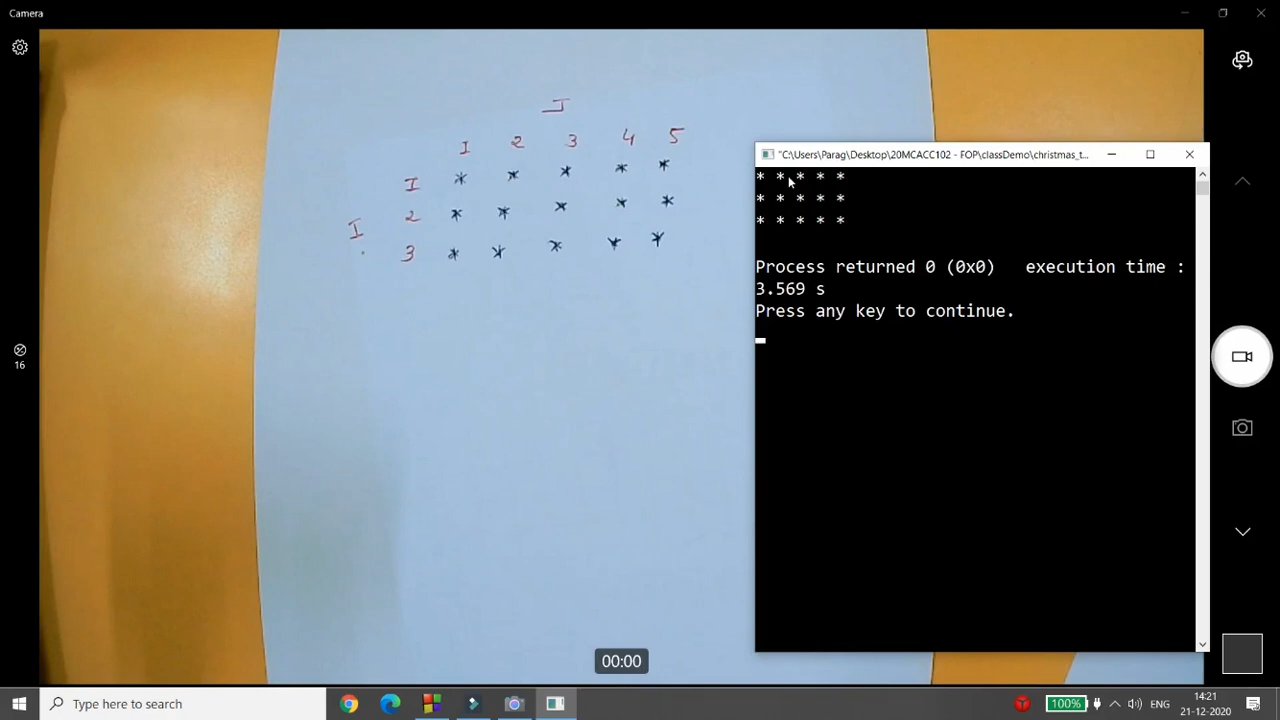 Camera
J
1 2 3 4 5
1 * * * * *
I 2 * * * * *
3 * * * * *
"C:\Users\Parag\Desktop\20MCACC102 - FOP\classDemo\christmas_t...
* * * * *
* * * * *
* * * * *
Process returned 0 (0x0)   execution time :
3.569 s
Press any key to continue.
16
00:00
Type here to search
100%
ENG
14:21
21-12-2020